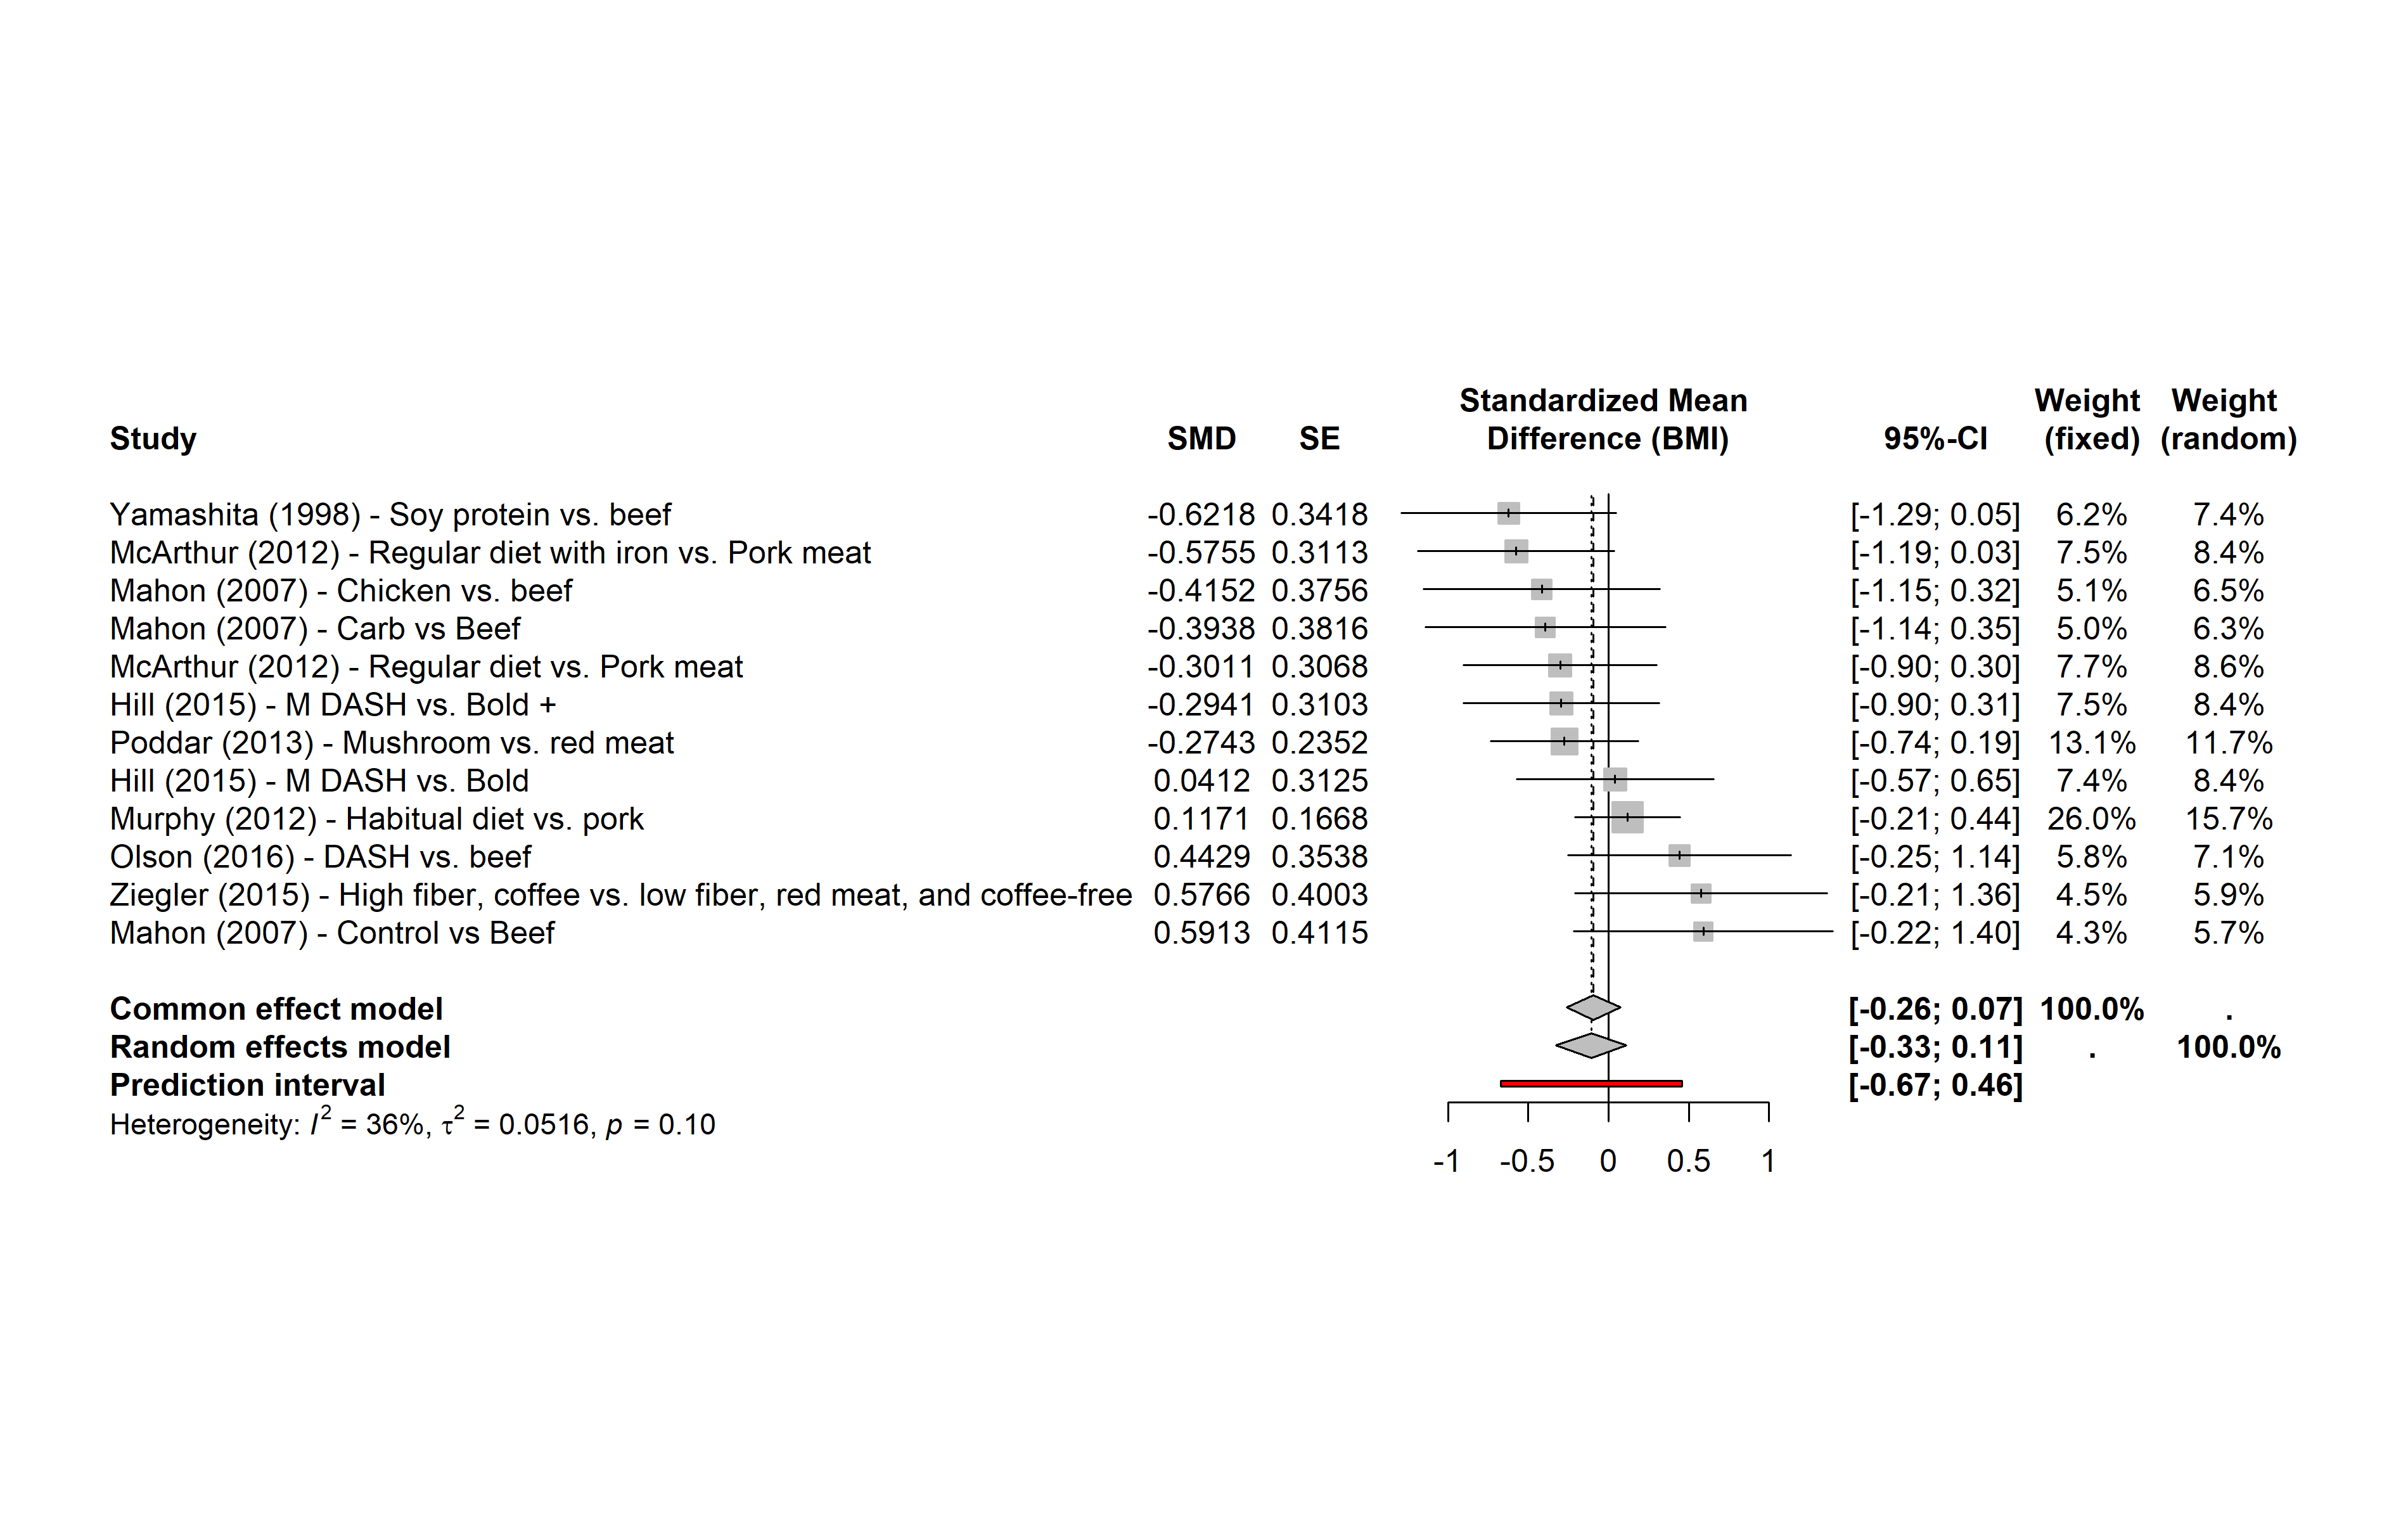 Standardized Mean Weight Weight
Study SMD SE Difference (BMI) 95%-CI (fixed) (random)
Yamashita (1998) - Soy protein vs. beef -0.6218 0.3418 [-1.29; 0.05] 6.2% 7.4%
McArthur (2012) - Regular diet with iron vs. Pork meat -0.5755 0.3113 [-1.19; 0.03] 7.5% 8.4%
Mahon (2007) - Chicken vs. beef -0.4152 0.3756 [-1.15; 0.32] 5.1% 6.5%
Mahon (2007) - Carb vs Beef -0.3938 0.3816 [-1.14; 0.35] 5.0% 6.3%
McArthur (2012) - Regular diet vs. Pork meat -0.3011 0.3068 [-0.90; 0.30] 7.7% 8.6%
Hill (2015) - M DASH vs. Bold + -0.2941 0.3103 [-0.90; 0.31] 7.5% 8.4%
Poddar (2013) - Mushroom vs. red meat -0.2743 0.2352 [-0.74; 0.19] 13.1% 11.7%
Hill (2015) - M DASH vs. Bold 0.0412 0.3125 [-0.57; 0.65] 7.4% 8.4%
Murphy (2012) - Habitual diet vs. pork 0.1171 0.1668 [-0.21; 0.44] 26.0% 15.7%
Olson (2016) - DASH vs. beef 0.4429 0.3538 [-0.25; 1.14] 5.8% 7.1%
Ziegler (2015) - High fiber, coffee vs. low fiber, red meat, and coffee-free 0.5766 0.4003 [-0.21; 1.36] 4.5% 5.9%
Mahon (2007) - Control vs Beef 0.5913 0.4115 [-0.22; 1.40] 4.3% 5.7%
Common effect model [-0.26; 0.07] 100.0% .
Random effects model [-0.33; 0.11] . 100.0%
Prediction interval [-0.67; 0.46]
Heterogeneity: I² = 36%, τ² = 0.0516, p = 0.10
-1 -0.5 0 0.5 1